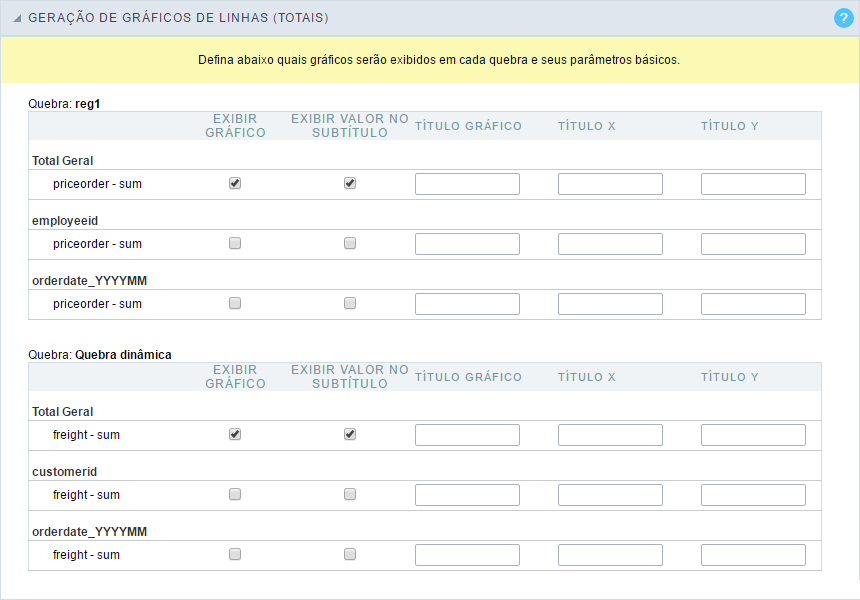 GERAÇÃO DE GRÁFICOS DE LINHAS (TOTAIS)
?
Defina abaixo quais gráficos serão exibidos em cada quebra e seus parâmetros básicos.
Quebra: reg1
EXIBIR GRÁFICO EXIBIR VALOR NO SUBTÍTULO TÍTULO GRÁFICO TÍTULO X TÍTULO Y
Total Geral
priceorder - sum
employeeid
priceorder - sum
orderdate_YYYYMM
priceorder - sum
Quebra: Quebra dinâmica
EXIBIR GRÁFICO EXIBIR VALOR NO SUBTÍTULO TÍTULO GRÁFICO TÍTULO X TÍTULO Y
Total Geral
freight - sum
customerid
freight - sum
orderdate_YYYYMM
freight - sum